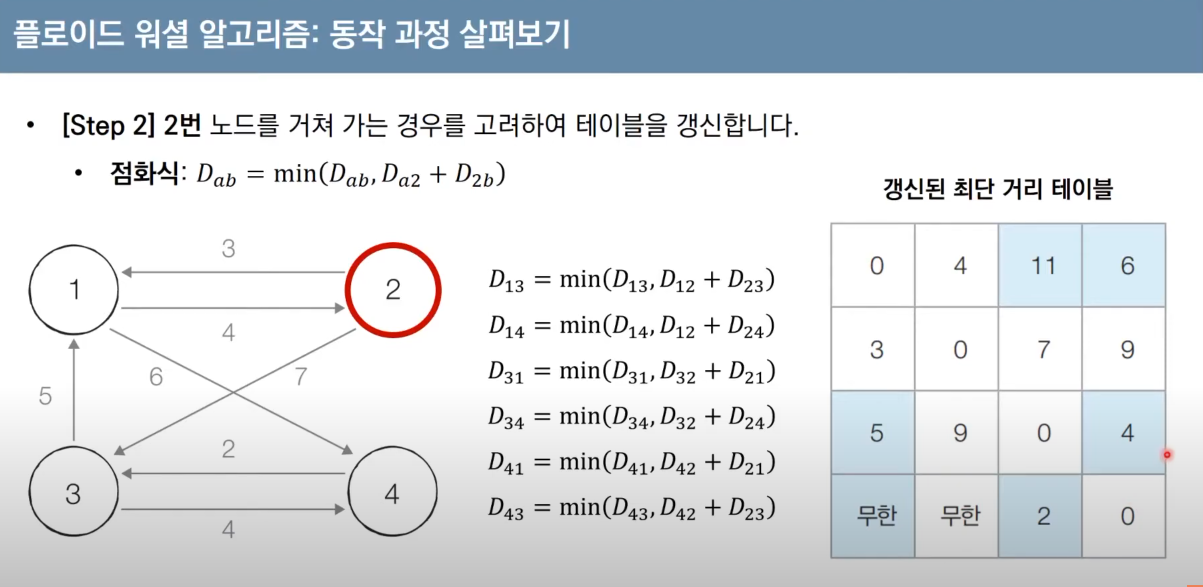 플로이드 워셜 알고리즘: 동작 과정 살펴보기
• [Step 2] 2번 노드를 거쳐 가는 경우를 고려하여 테이블을 갱신합니다.
• 점화식: D_ab = min(D_ab, D_a2 + D_2b)
갱신된 최단 거리 테이블
3
1
2
4
6
7
5
2
3
4
4
D_13 = min(D_13, D_12 + D_23)
D_14 = min(D_14, D_12 + D_24)
D_31 = min(D_31, D_32 + D_21)
D_34 = min(D_34, D_32 + D_24)
D_41 = min(D_41, D_42 + D_21)
D_43 = min(D_43, D_42 + D_23)
0 4 11 6
3 0 7 9
5 9 0 4
무한 무한 2 0